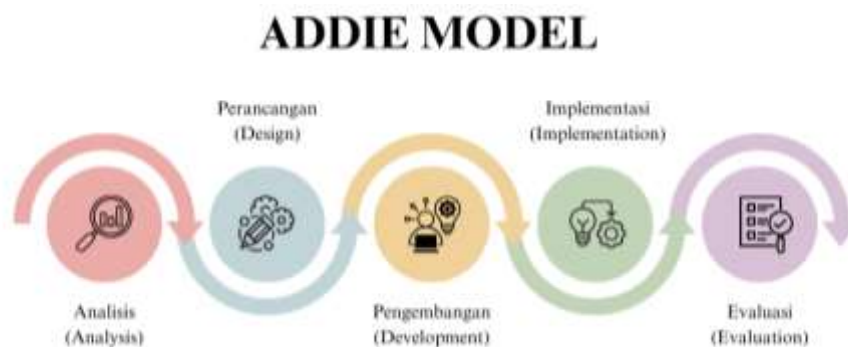 ADDIE MODEL
Analisis
(Analysis)
Perancangan
(Design)
Pengembangan
(Development)
Implementasi
(Implementation)
Evaluasi
(Evaluation)